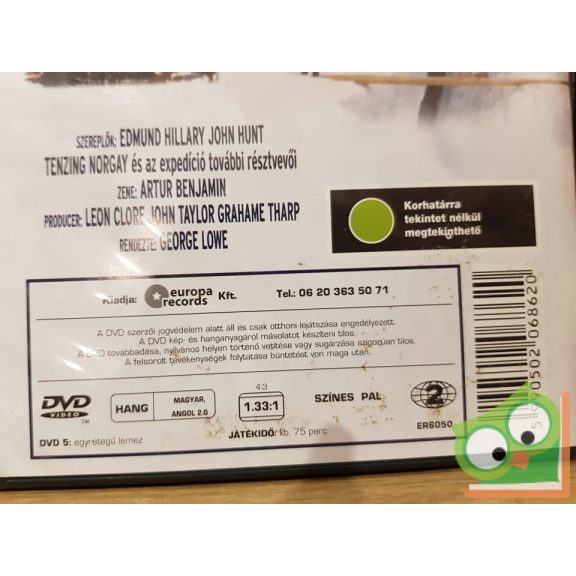 SZEREPLŐK: EDMUND HILLARY JOHN HUNT
TENZING NORGAY és az expedíció további résztvevői
ZENE: ARTUR BENJAMIN
PRODUCER: LEON CLORE JOHN TAYLOR GRAHAME THARP
RENDEZTE: GEORGE LOWE
Korhatárra
tekintet nélkül
megtekinthető
Kiadja: europa records Kft. Tel.: 06 20 363 50 71
A DVD szerzői jogvédelem alatt áll és csak otthoni lejátszása engedélyezett.
A DVD kép- és hanganyagáról másolatot készíteni tilos.
A DVD továbbadása, nyilvános helyen történő vetítése vagy sugárzása szigorúan tilos.
A felsorolt tevékenységek folytatása büntetést von maga után.
DVD VIDEO TM
HANG MAGYAR, ANGOL 2.0
4:3
1.33:1
SZÍNES PAL
2
ER6050
DVD 5: egyrétegű lemez
JÁTÉKIDŐ: kb. 75 perc
5 990502 068620